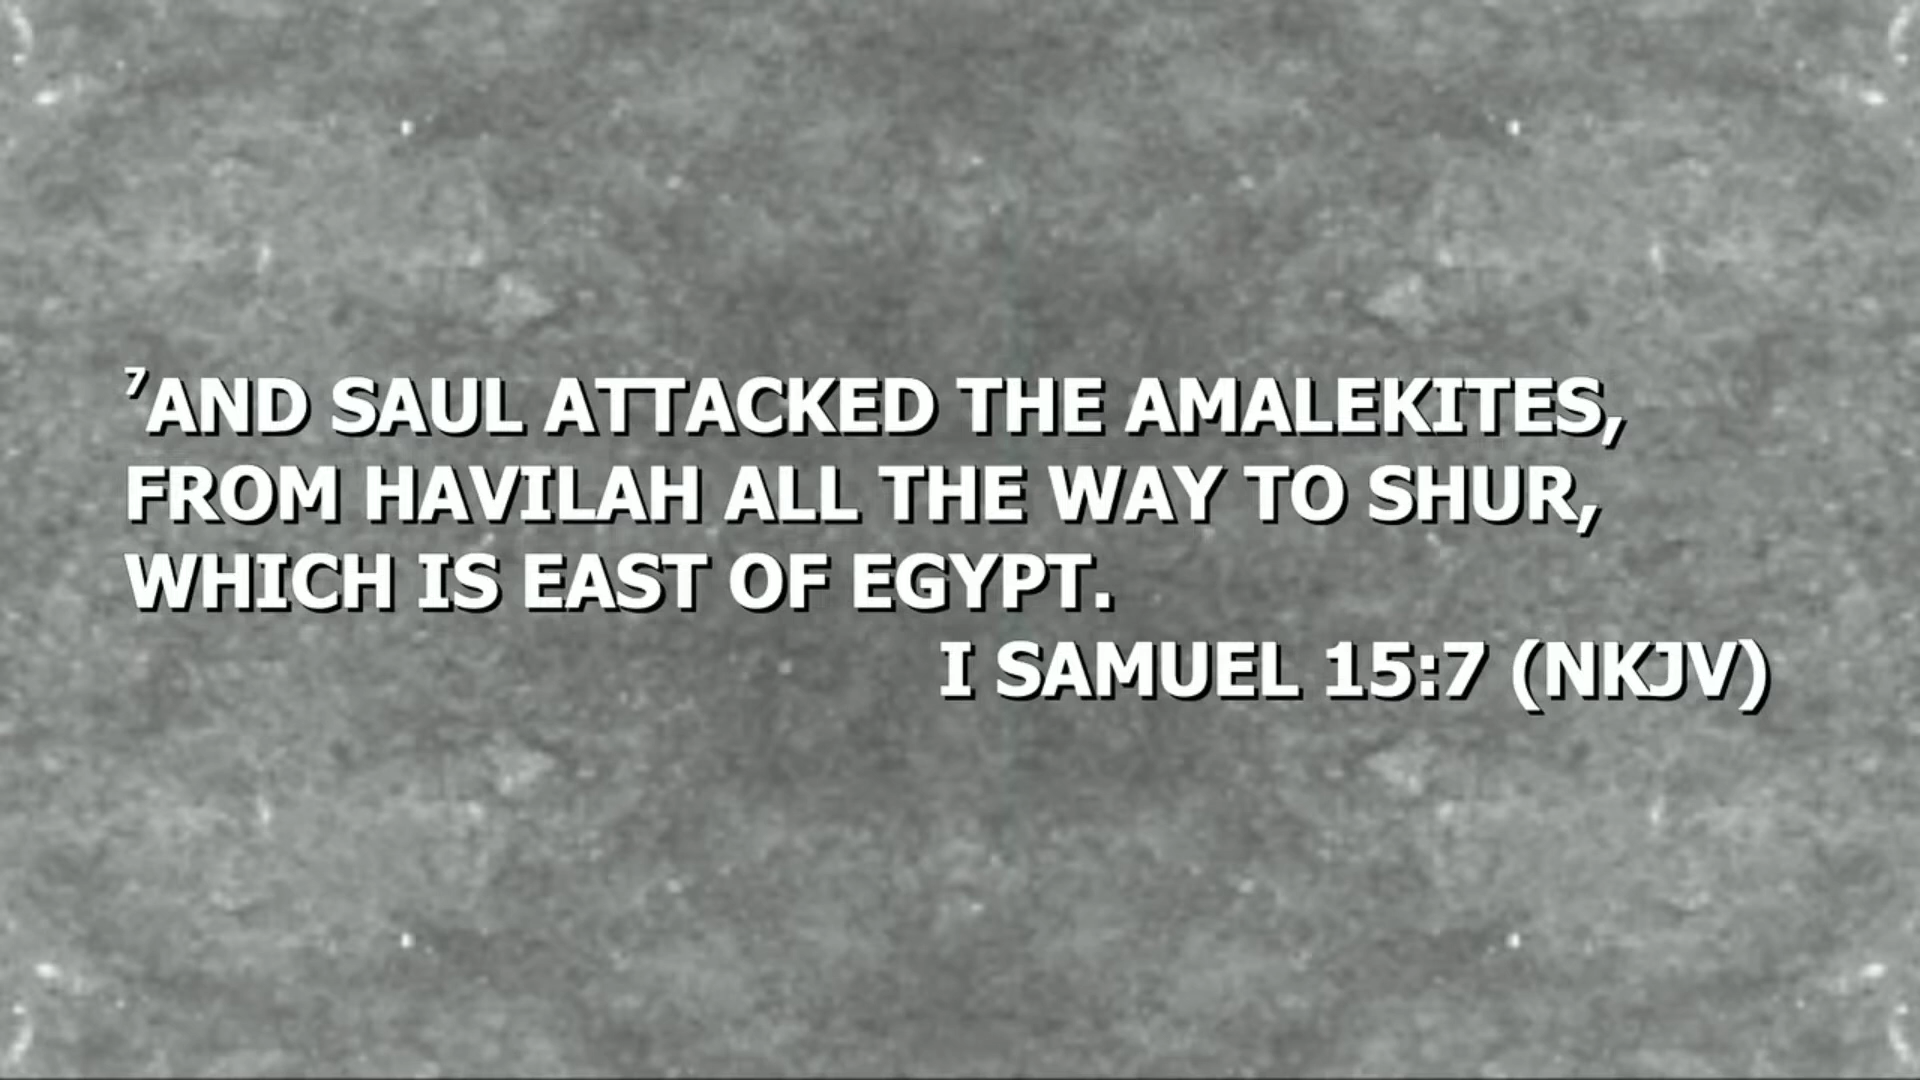 ⁷AND SAUL ATTACKED THE AMALEKITES,
FROM HAVILAH ALL THE WAY TO SHUR,
WHICH IS EAST OF EGYPT.
I SAMUEL 15:7 (NKJV)